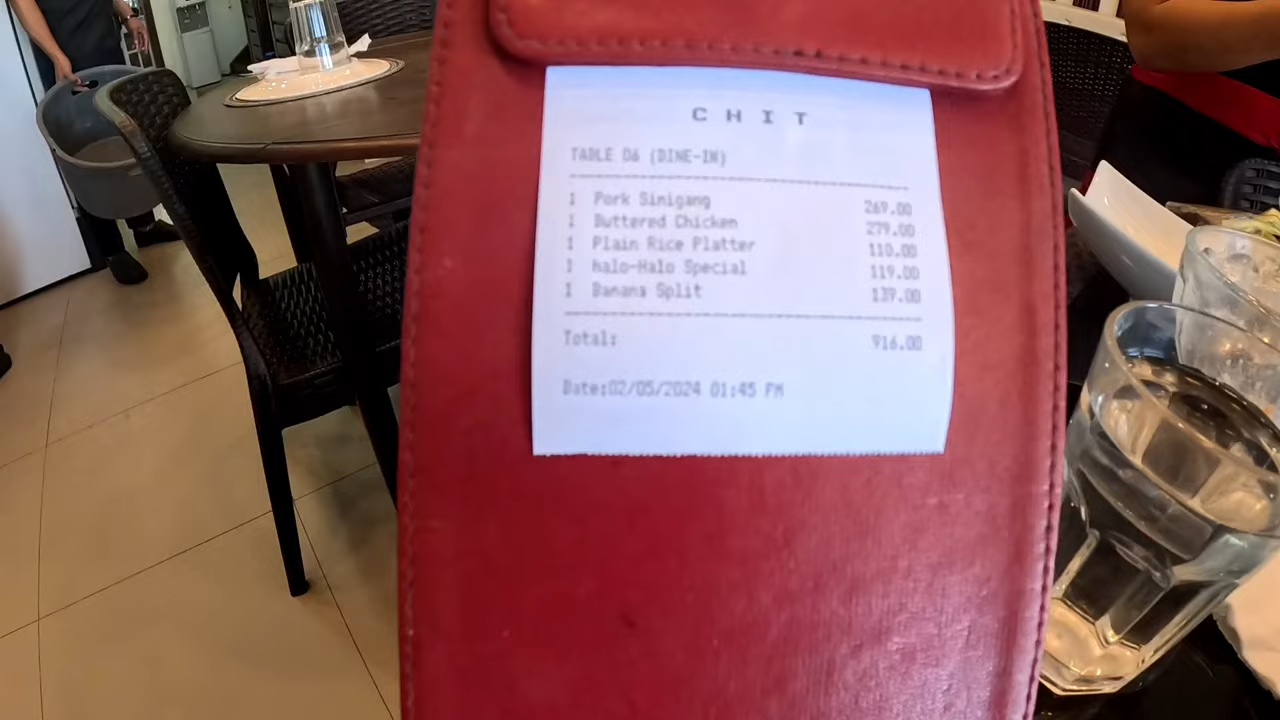 CHIT
TABLE 06 (DINE-IN)
1 Pork Sinigang 269.00
1 Buttered Chicken 279.00
1 Plain Rice Platter 110.00
1 halo-Halo Special 119.00
1 Banana Split 139.00
Total: 916.00
Date:02/05/2024 01:45 PM